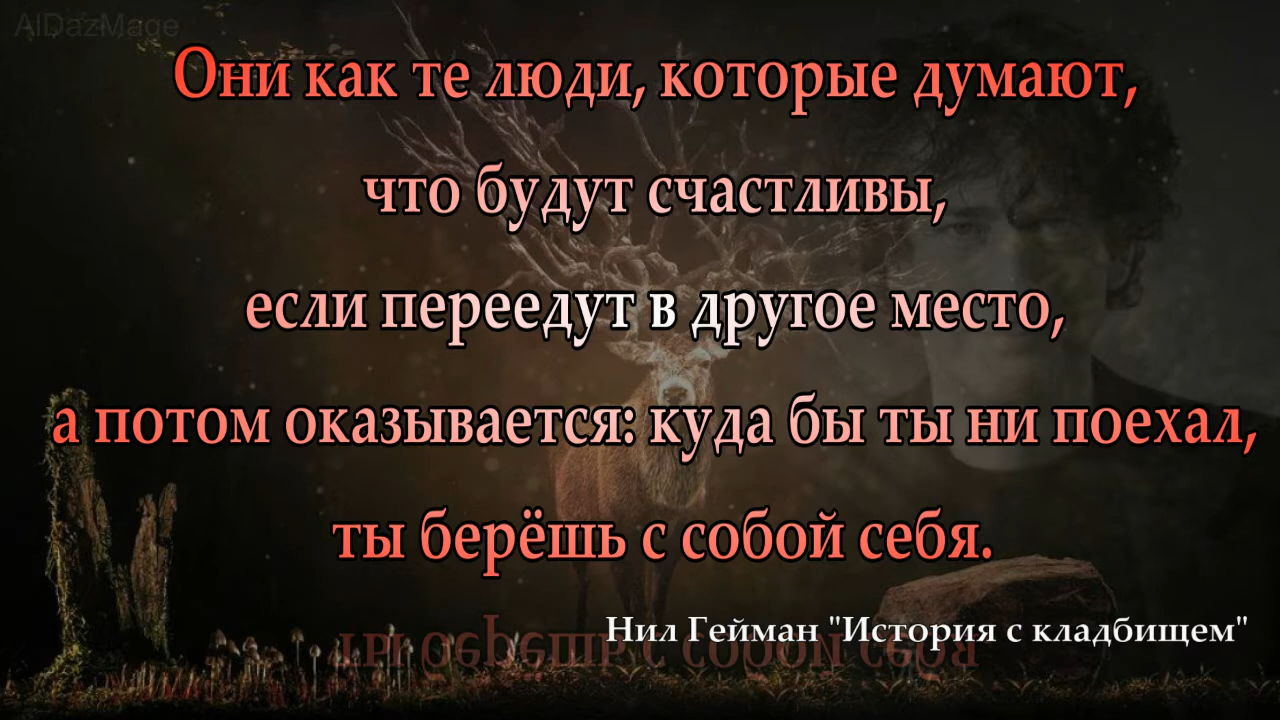 AlDazMage
Они как те люди, которые думают,
что будут счастливы,
если переедут в другое место,
а потом оказывается: куда бы ты ни поехал,
ты берёшь с собой себя.
Нил Гейман "История с кладбищем"